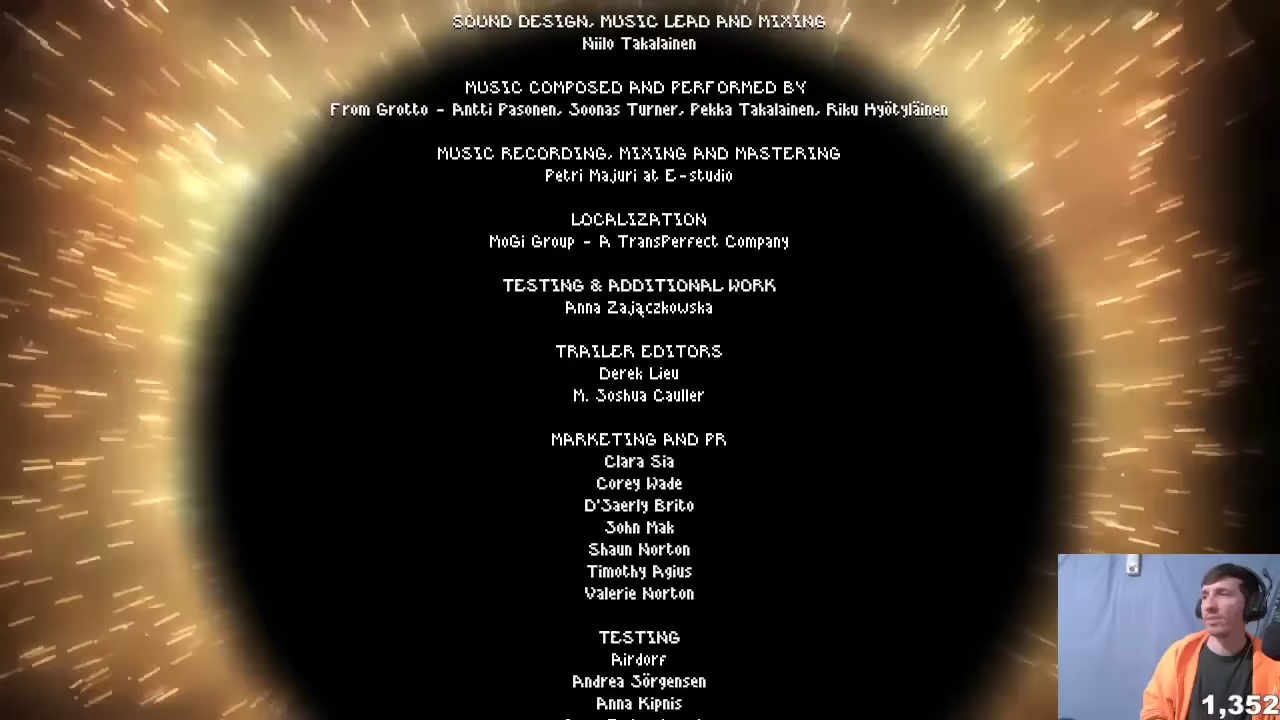 SOUND DESIGN, MUSIC LEAD AND MIXING
Niilo Takalainen
MUSIC COMPOSED AND PERFORMED BY
From Grotto - Antti Pasonen, Joonas Turner, Pekka Takalainen, Riku Hyötyläinen
MUSIC RECORDING, MIXING AND MASTERING
Petri Majuri at E-studio
LOCALIZATION
MoGi Group - A TransPerfect Company
TESTING & ADDITIONAL WORK
Anna Zajączkowska
TRAILER EDITORS
Derek Lieu
M. Joshua Cauller
MARKETING AND PR
Clara Sia
Corey Wade
D'Jaerly Brito
John Mak
Shaun Norton
Timothy Agius
Valerie Norton
TESTING
Airdorf
Andrea Jörgensen
Anna Kipnis
1,352